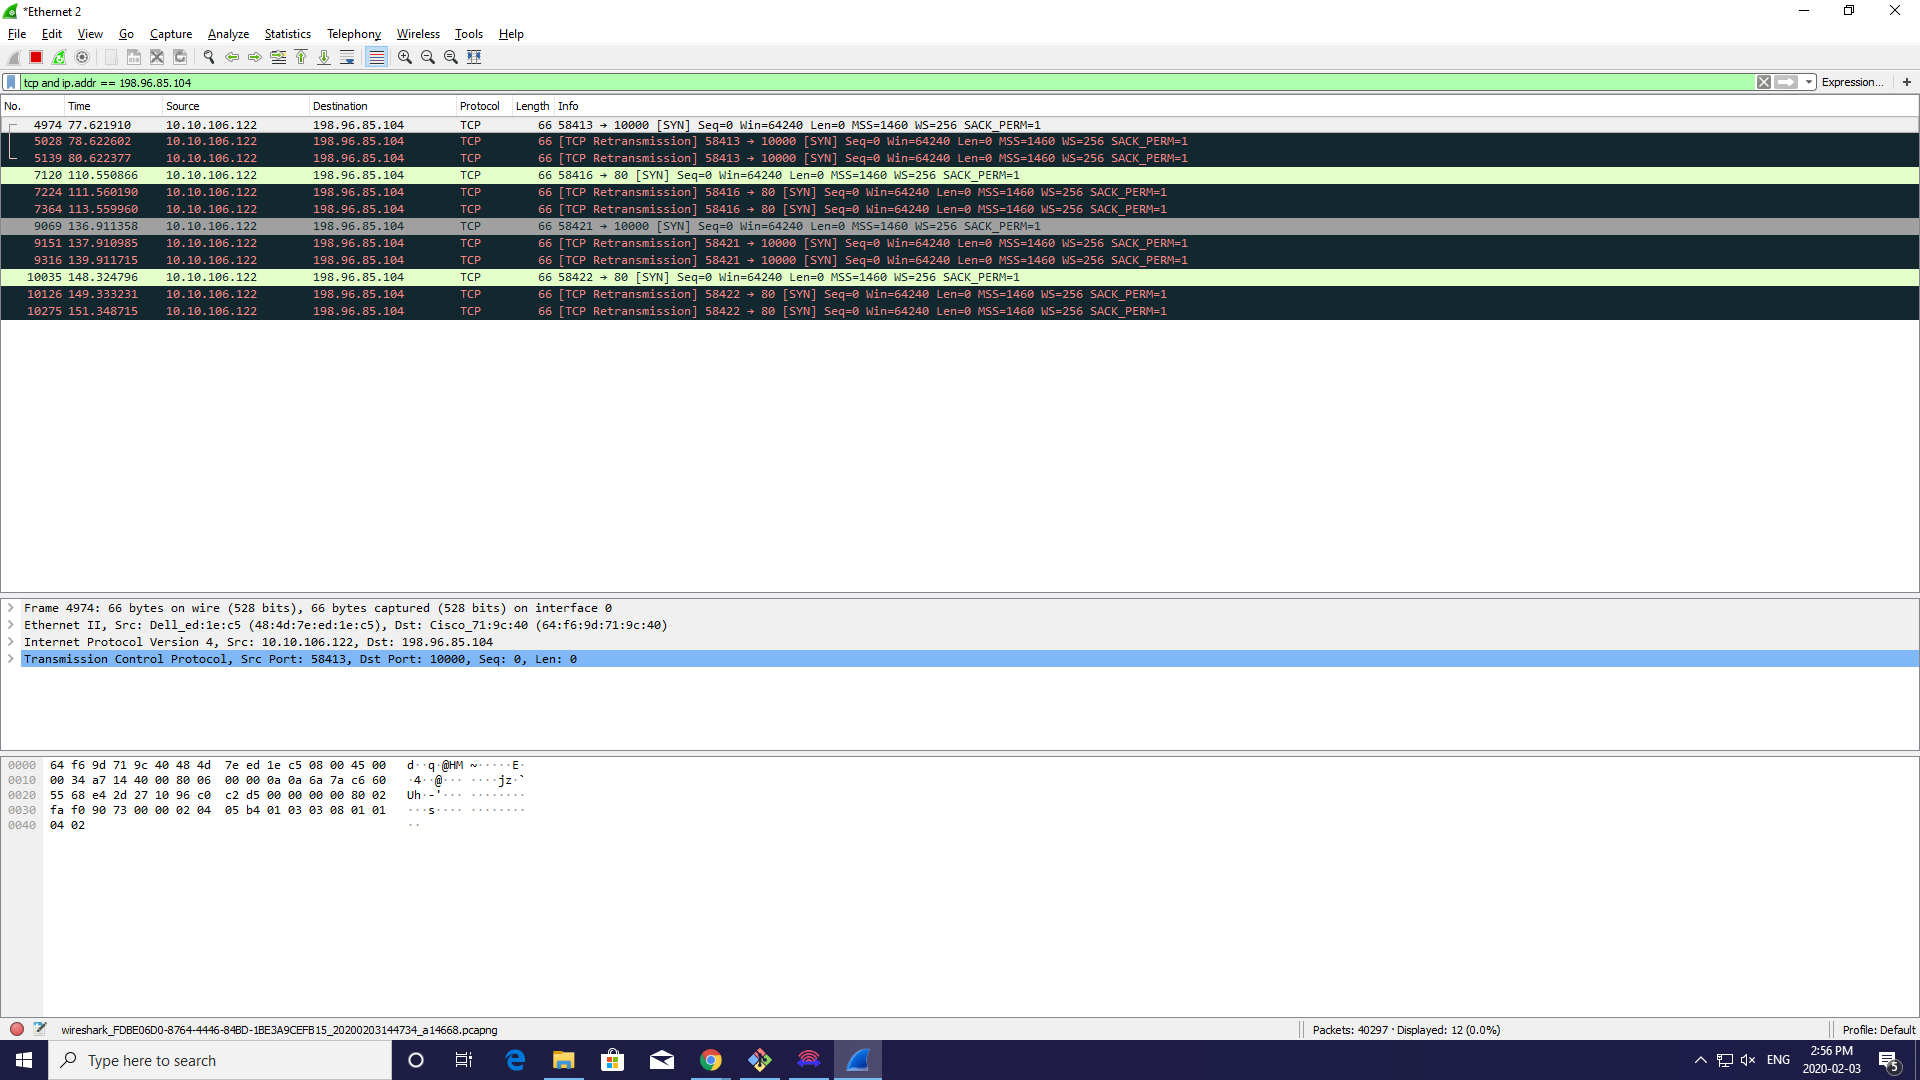 *Ethernet 2
File Edit View Go Capture Analyze Statistics Telephony Wireless Tools Help
tcp and ip.addr == 198.96.85.104 Expression... +
No. Time Source Destination Protocol Length Info
4974 77.621910 10.10.106.122 198.96.85.104 TCP 66 58413 → 10000 [SYN] Seq=0 Win=64240 Len=0 MSS=1460 WS=256 SACK_PERM=1
5028 78.622602 10.10.106.122 198.96.85.104 TCP 66 [TCP Retransmission] 58413 → 10000 [SYN] Seq=0 Win=64240 Len=0 MSS=1460 WS=256 SACK_PERM=1
5139 80.622377 10.10.106.122 198.96.85.104 TCP 66 [TCP Retransmission] 58413 → 10000 [SYN] Seq=0 Win=64240 Len=0 MSS=1460 WS=256 SACK_PERM=1
7120 110.550866 10.10.106.122 198.96.85.104 TCP 66 58416 → 80 [SYN] Seq=0 Win=64240 Len=0 MSS=1460 WS=256 SACK_PERM=1
7224 111.560190 10.10.106.122 198.96.85.104 TCP 66 [TCP Retransmission] 58416 → 80 [SYN] Seq=0 Win=64240 Len=0 MSS=1460 WS=256 SACK_PERM=1
7364 113.559960 10.10.106.122 198.96.85.104 TCP 66 [TCP Retransmission] 58416 → 80 [SYN] Seq=0 Win=64240 Len=0 MSS=1460 WS=256 SACK_PERM=1
9069 136.911358 10.10.106.122 198.96.85.104 TCP 66 58421 → 10000 [SYN] Seq=0 Win=64240 Len=0 MSS=1460 WS=256 SACK_PERM=1
9151 137.910985 10.10.106.122 198.96.85.104 TCP 66 [TCP Retransmission] 58421 → 10000 [SYN] Seq=0 Win=64240 Len=0 MSS=1460 WS=256 SACK_PERM=1
9316 139.911715 10.10.106.122 198.96.85.104 TCP 66 [TCP Retransmission] 58421 → 10000 [SYN] Seq=0 Win=64240 Len=0 MSS=1460 WS=256 SACK_PERM=1
10035 148.324796 10.10.106.122 198.96.85.104 TCP 66 58422 → 80 [SYN] Seq=0 Win=64240 Len=0 MSS=1460 WS=256 SACK_PERM=1
10126 149.333231 10.10.106.122 198.96.85.104 TCP 66 [TCP Retransmission] 58422 → 80 [SYN] Seq=0 Win=64240 Len=0 MSS=1460 WS=256 SACK_PERM=1
10275 151.348715 10.10.106.122 198.96.85.104 TCP 66 [TCP Retransmission] 58422 → 80 [SYN] Seq=0 Win=64240 Len=0 MSS=1460 WS=256 SACK_PERM=1
Frame 4974: 66 bytes on wire (528 bits), 66 bytes captured (528 bits) on interface 0
Ethernet II, Src: Dell_ed:1e:c5 (48:4d:7e:ed:1e:c5), Dst: Cisco_71:9c:40 (64:f6:9d:71:9c:40)
Internet Protocol Version 4, Src: 10.10.106.122, Dst: 198.96.85.104
Transmission Control Protocol, Src Port: 58413, Dst Port: 10000, Seq: 0, Len: 0
0000 64 f6 9d 71 9c 40 48 4d 7e ed 1e c5 08 00 45 00 d··q·@HM ~·····E·
0010 00 34 a7 14 40 00 80 06 00 00 0a 0a 6a 7a c6 60 ·4··@··· ····jz·`
0020 55 68 e4 2d 27 10 96 c0 c2 d5 00 00 00 00 80 02 Uh·-'··· ········
0030 fa f0 90 73 00 00 02 04 05 b4 01 03 03 08 01 01 ···s···· ········
0040 04 02 ··
wireshark_FDBE06D0-8764-4446-84BD-1BE3A9CEFB15_20200203144734_a14668.pcapng Packets: 40297 · Displayed: 12 (0.0%) Profile: Default
Type here to search ENG 2:56 PM
2020-02-03 5